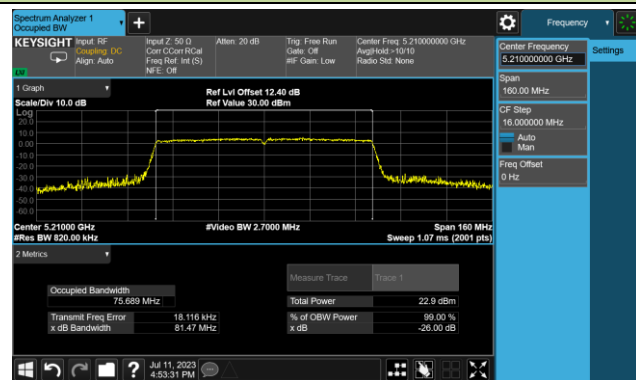 Spectrum Analyzer 1
Occupied BW
+
Frequency
KEYSIGHT
Input: RF
Coupling: DC
Align: Auto
Input Z: 50 Ω
Corr CCorr RCal
Freq Ref: Int (S)
NFE: Off
Atten: 20 dB
Trig: Free Run
Gate: Off
#IF Gain: Low
Center Freq: 5.210000000 GHz
Avg|Hold:>10/10
Radio Std: None
Center Frequency
5.210000000 GHz
Settings
Span
160.00 MHz
CF Step
16.000000 MHz
Auto
Man
Freq Offset
0 Hz
1 Graph
Scale/Div 10.0 dB
Ref Lvl Offset 12.40 dB
Ref Value 30.00 dBm
Log
20.0
10.0
0.00
-10.0
-20.0
-30.0
-40.0
-50.0
-60.0
Center 5.21000 GHz
#Video BW 2.7000 MHz
Span 160 MHz
#Res BW 820.00 kHz
Sweep 1.07 ms (2001 pts)
2 Metrics
Measure Trace
Trace 1
Occupied Bandwidth
75.689 MHz
Total Power
22.9 dBm
Transmit Freq Error
18.116 kHz
% of OBW Power
99.00 %
x dB Bandwidth
81.47 MHz
x dB
-26.00 dB
?
Jul 11, 2023
4:53:31 PM